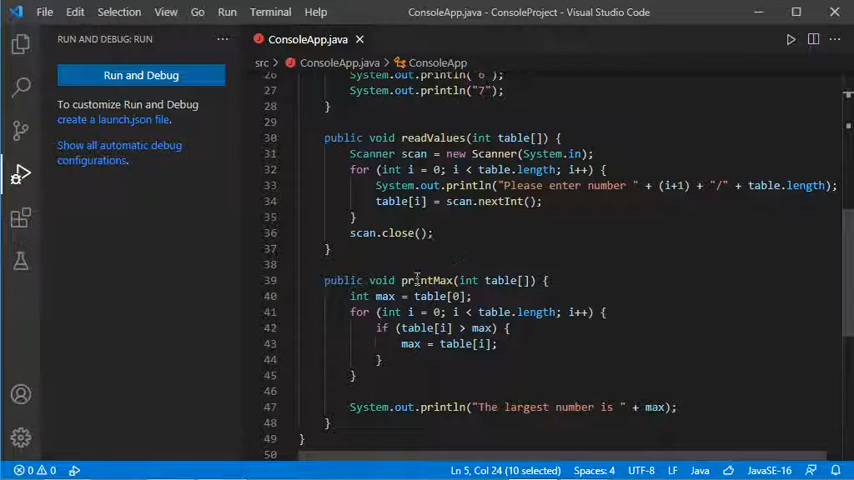 File Edit Selection View Go Run Terminal Help ConsoleApp.java - ConsoleProject - Visual Studio Code
RUN AND DEBUG: RUN
Run and Debug
To customize Run and Debug
create a launch.json file.
Show all automatic debug
configurations.
ConsoleApp.java
src > ConsoleApp.java > ConsoleApp
26 System.out.println("6");
27 System.out.println("7");
28 }
29
30 public void readValues(int table[]) {
31 Scanner scan = new Scanner(System.in);
32 for (int i = 0; i < table.length; i++) {
33 System.out.println("Please enter number " + (i+1) + "/" + table.length);
34 table[i] = scan.nextInt();
35 }
36 scan.close();
37 }
38
39 public void printMax(int table[]) {
40 int max = table[0];
41 for (int i = 0; i < table.length; i++) {
42 if (table[i] > max) {
43 max = table[i];
44 }
45 }
46
47 System.out.println("The largest number is " + max);
48 }
49 }
50
0 0 Ln 5, Col 24 (10 selected) Spaces: 4 UTF-8 LF Java JavaSE-16